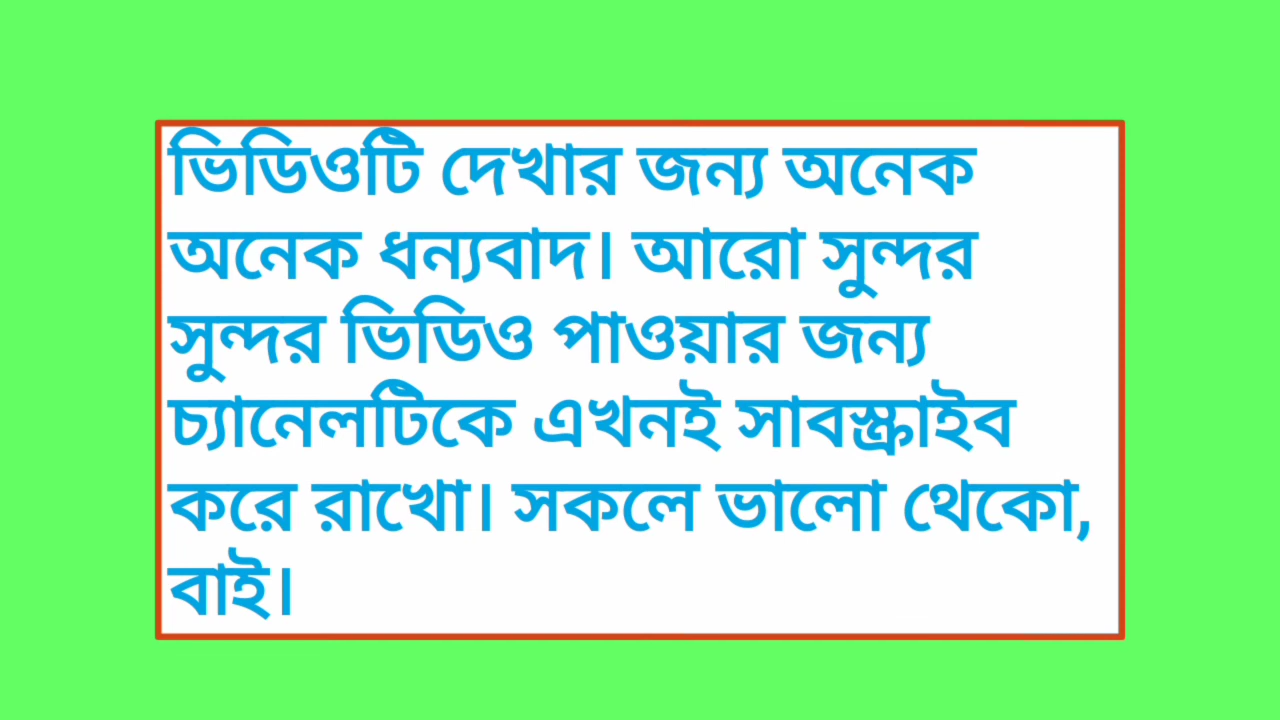 ভিডিওটি দেখার জন্য অনেক
অনেক ধন্যবাদ। আরো সুন্দর
সুন্দর ভিডিও পাওয়ার জন্য
চ্যানেলটিকে এখনই সাবস্ক্রাইব
করে রাখো। সকলে ভালো থেকো,
বাই।